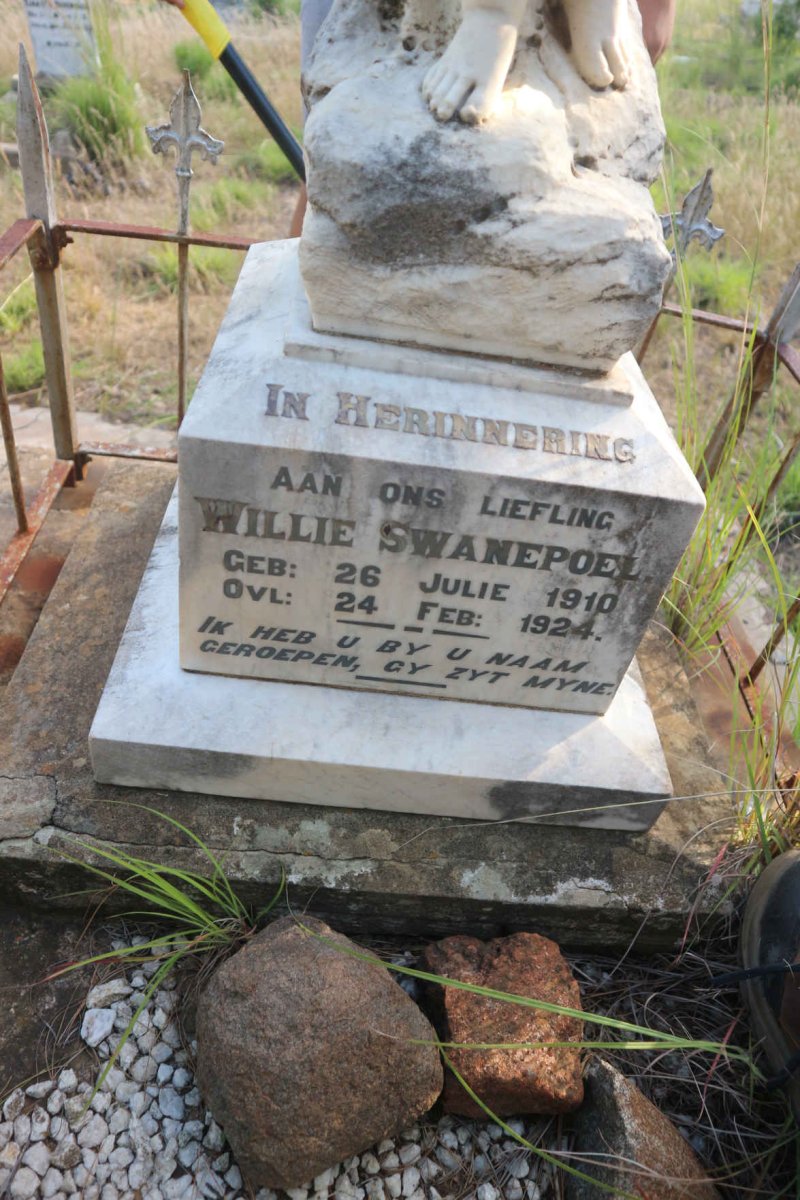 IN HERINNERING
AAN ONS LIEFLING
WILLIE SWANEPOEL
GEB: 26 JULIE 1910
OVL: 24 FEB: 1924.
IK HEB U BY U NAAM
GEROEPEN, GY ZYT MYNE.